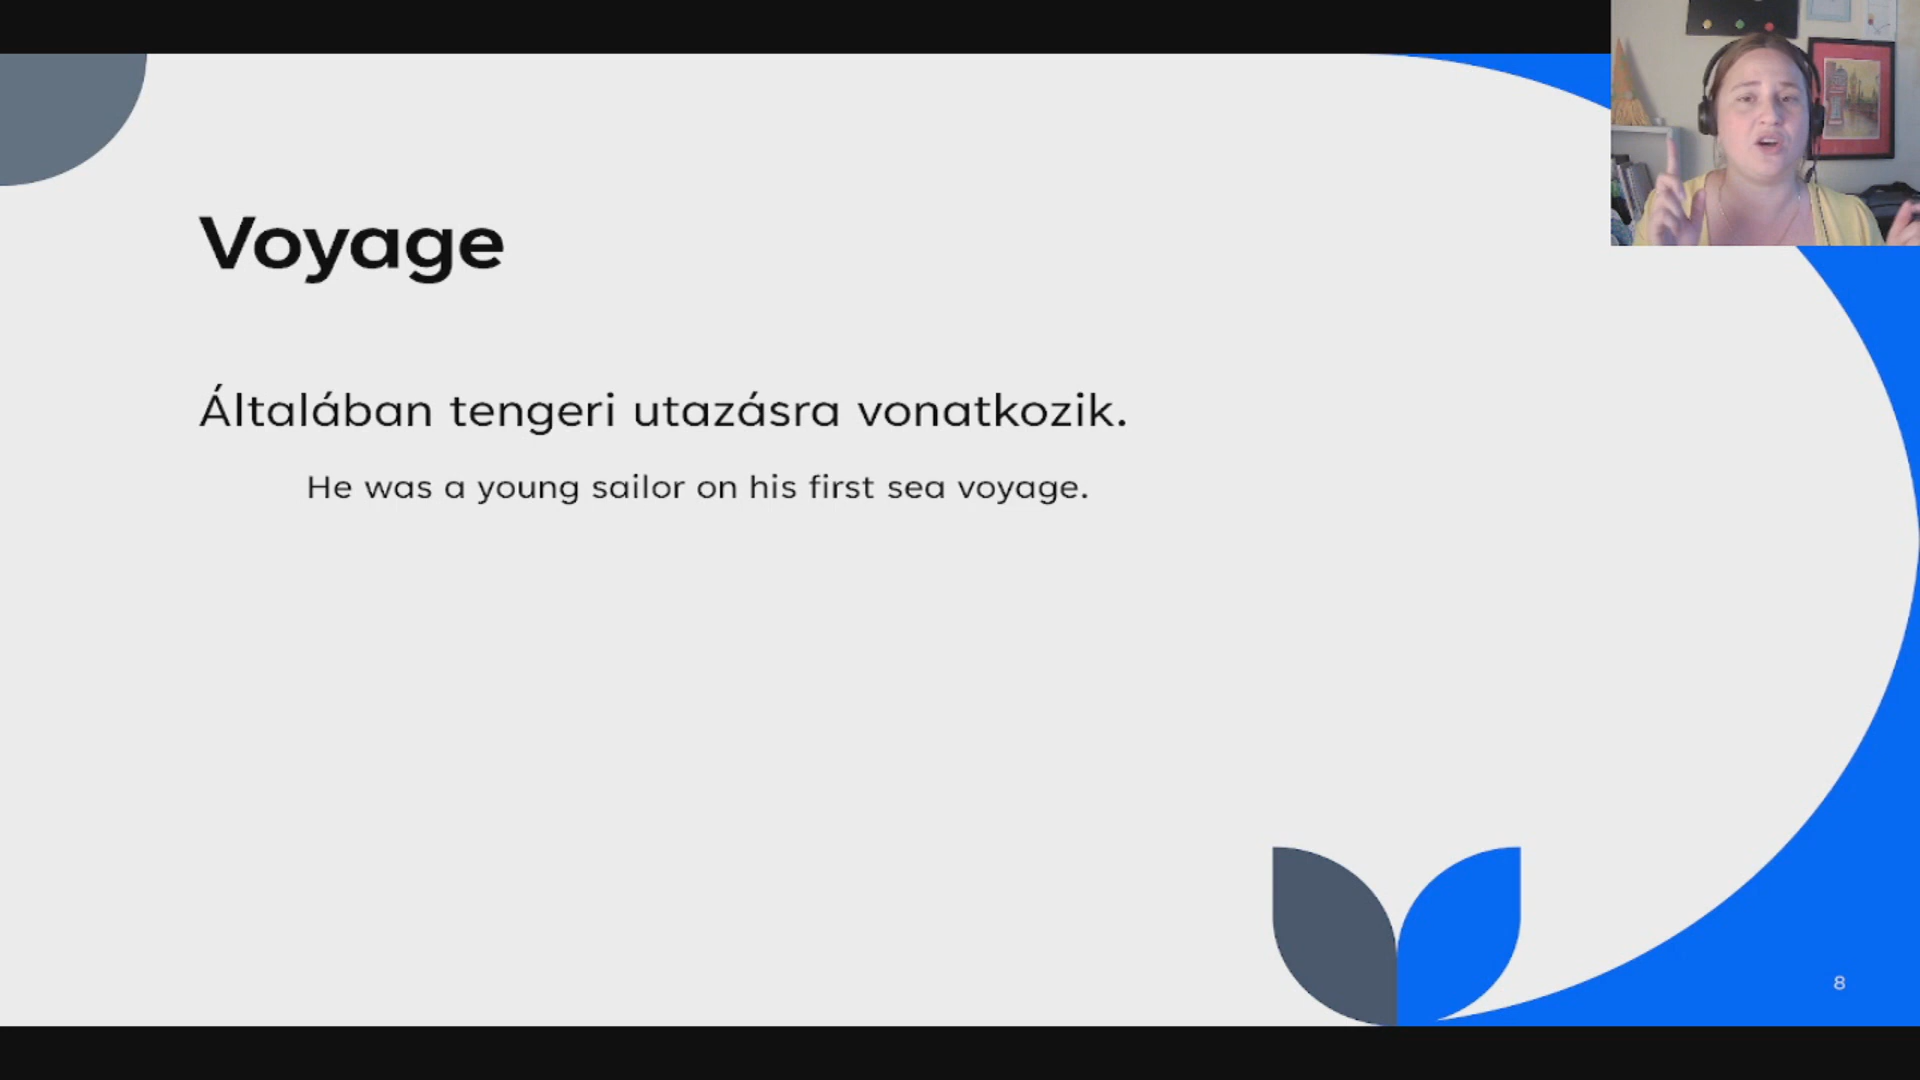 Voyage
Általában tengeri utazásra vonatkozik.
He was a young sailor on his first sea voyage.
8